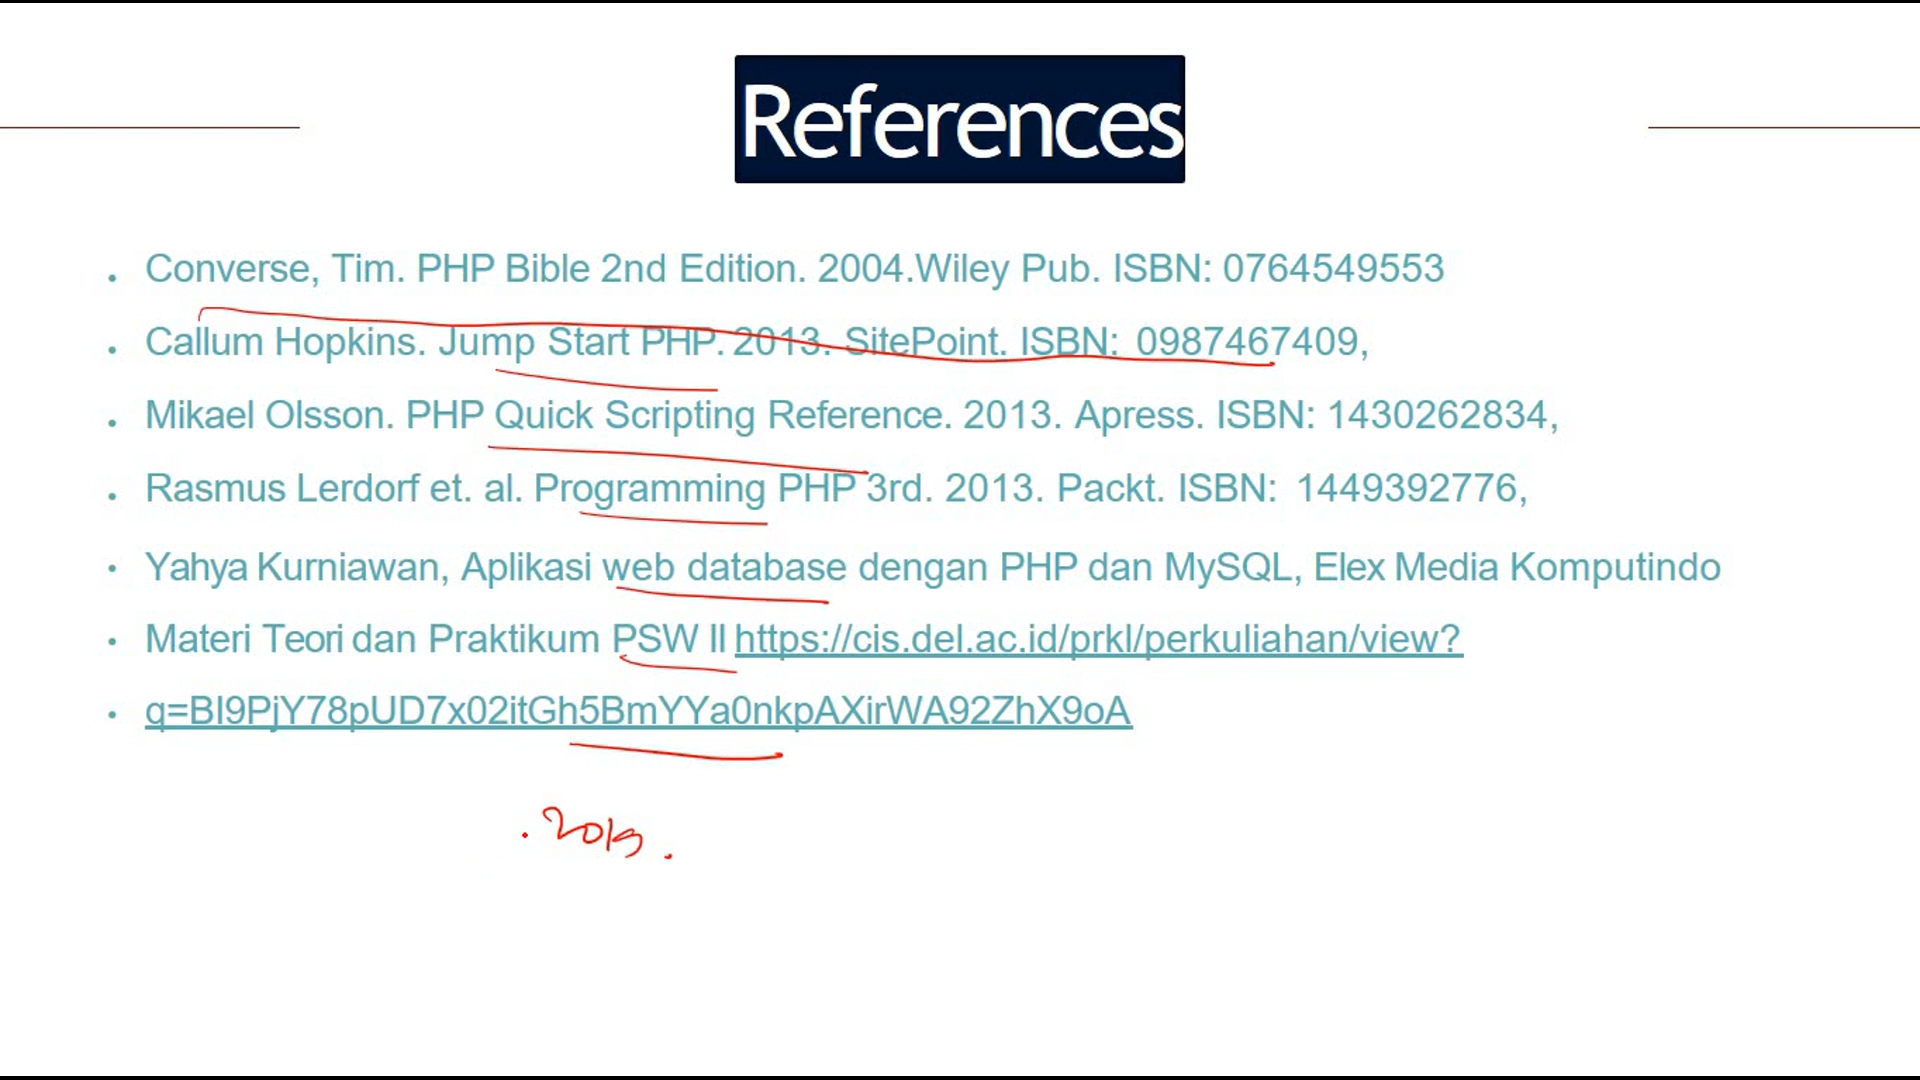 References
• Converse, Tim. PHP Bible 2nd Edition. 2004.Wiley Pub. ISBN: 0764549553
• Callum Hopkins. Jump Start PHP. 2013. SitePoint. ISBN: 0987467409,
• Mikael Olsson. PHP Quick Scripting Reference. 2013. Apress. ISBN: 1430262834,
• Rasmus Lerdorf et. al. Programming PHP 3rd. 2013. Packt. ISBN: 1449392776,
• Yahya Kurniawan, Aplikasi web database dengan PHP dan MySQL, Elex Media Komputindo
• Materi Teori dan Praktikum PSW II https://cis.del.ac.id/prkl/perkuliahan/view?
• q=BI9PjY78pUD7x02itGh5BmYYa0nkpAXirWA92ZhX9oA
. 2019 .